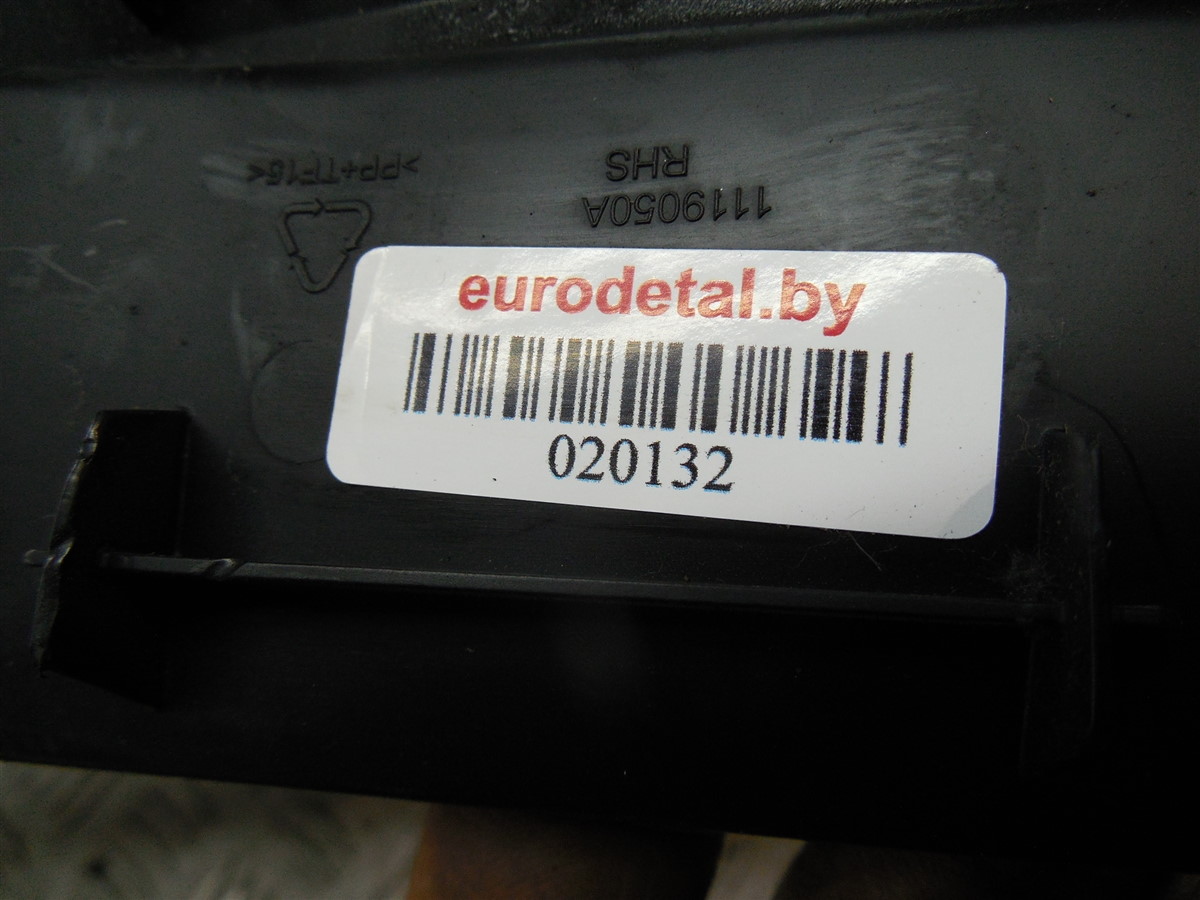 >PP+TF15<
1119050A
RHS
eurodetal.by
020132